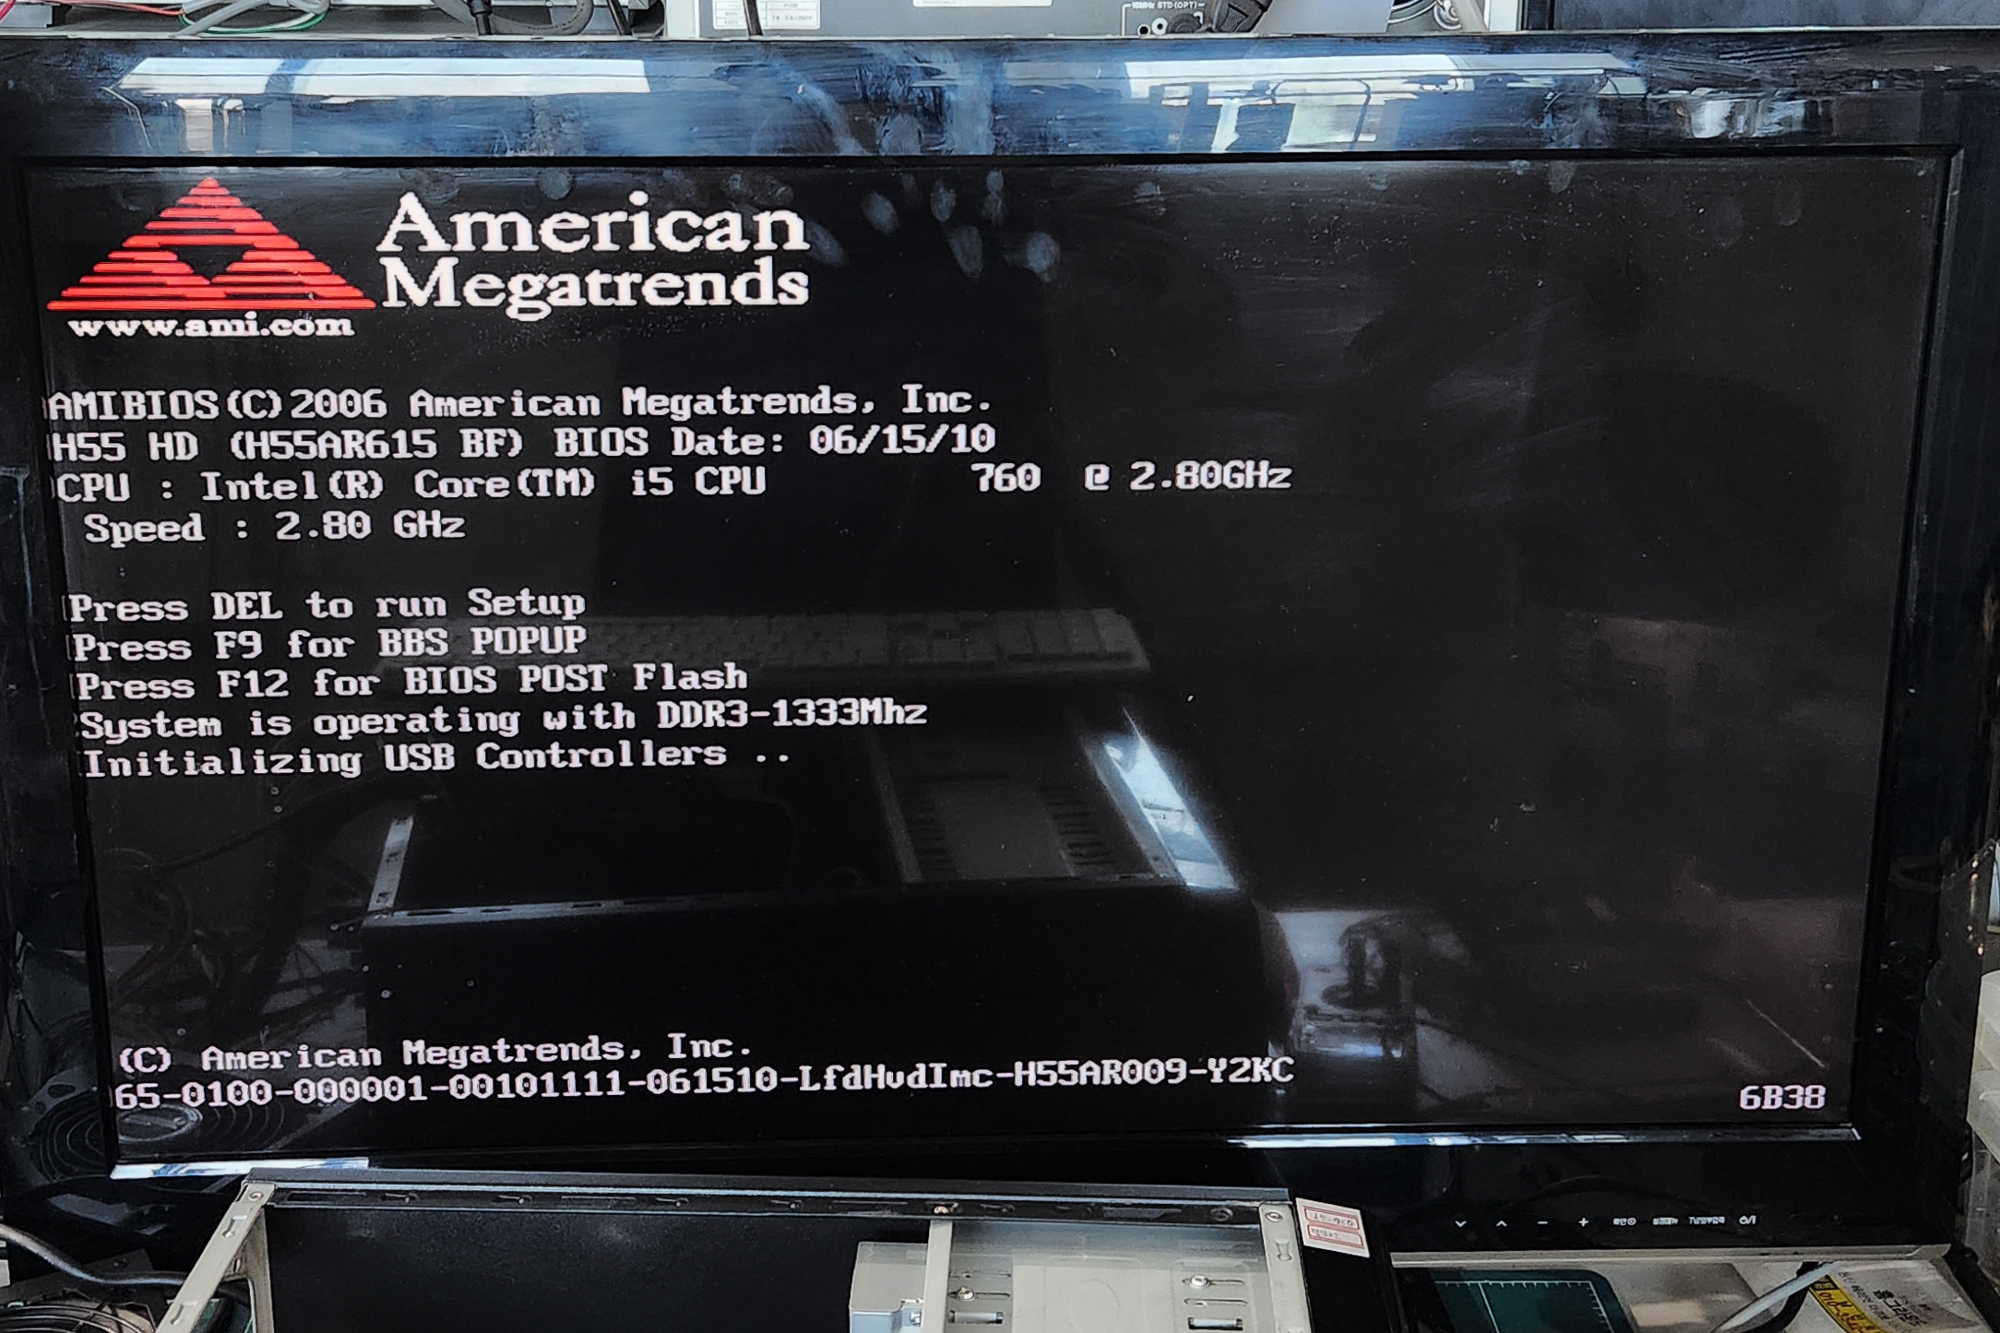 STD(OPT)
American
Megatrends
www.ami.com
AMIBIOS(C)2006 American Megatrends, Inc.
H55 HD (H55AR615 BF) BIOS Date: 06/15/10
CPU : Intel(R) Core(TM) i5 CPU 760 @ 2.80GHz
Speed : 2.80 GHz
Press DEL to run Setup
Press F9 for BBS POPUP
Press F12 for BIOS POST Flash
System is operating with DDR3-1333Mhz
Initializing USB Controllers ..
(C) American Megatrends, Inc.
65-0100-000001-00101111-061510-LfdHvdImc-H55AR009-Y2KC
6B38